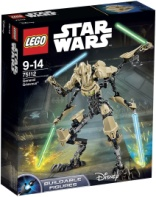 LEGO
STAR WARS
9-14
75112
General
Grievous
BUILDABLE
FIGURES
Disney